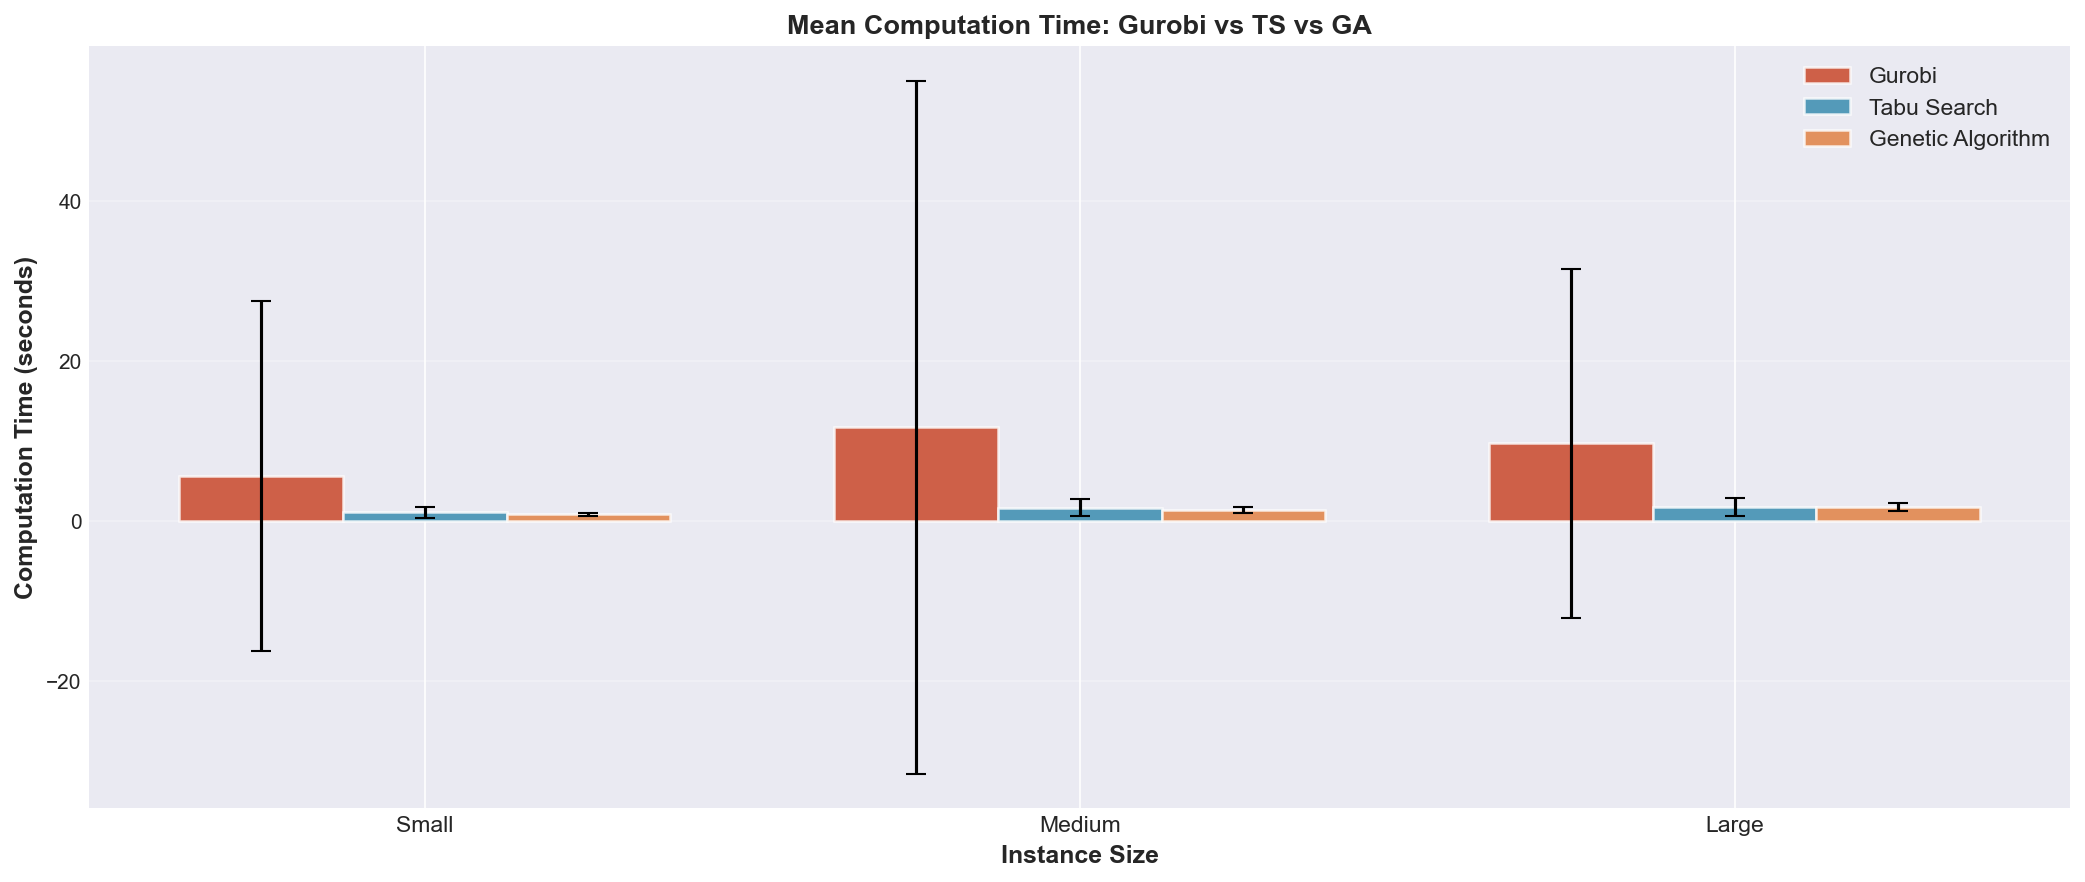 Mean Computation Time: Gurobi vs TS vs GA
Gurobi
Tabu Search
Genetic Algorithm
Computation Time (seconds)
40
20
0
−20
Small
Medium
Large
Instance Size